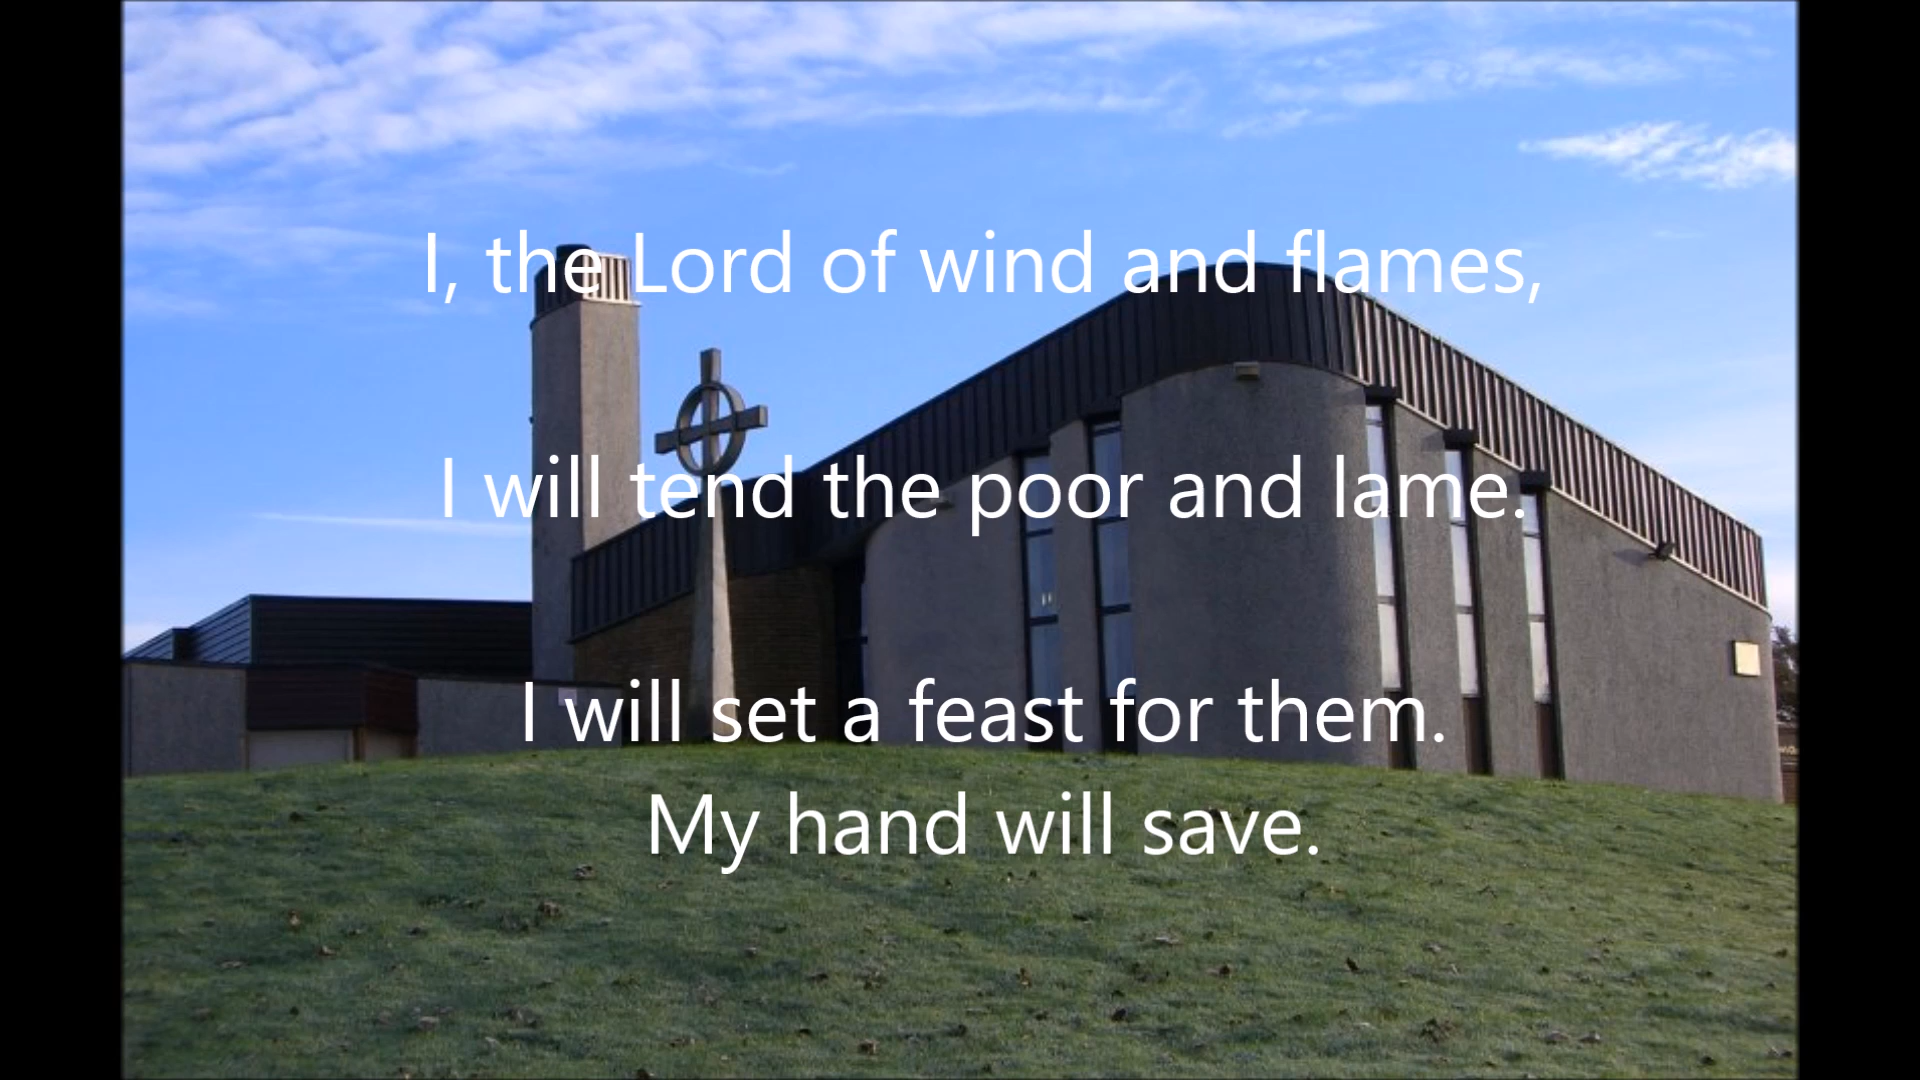 I, the Lord of wind and flames,
I will tend the poor and lame.
I will set a feast for them.
My hand will save.